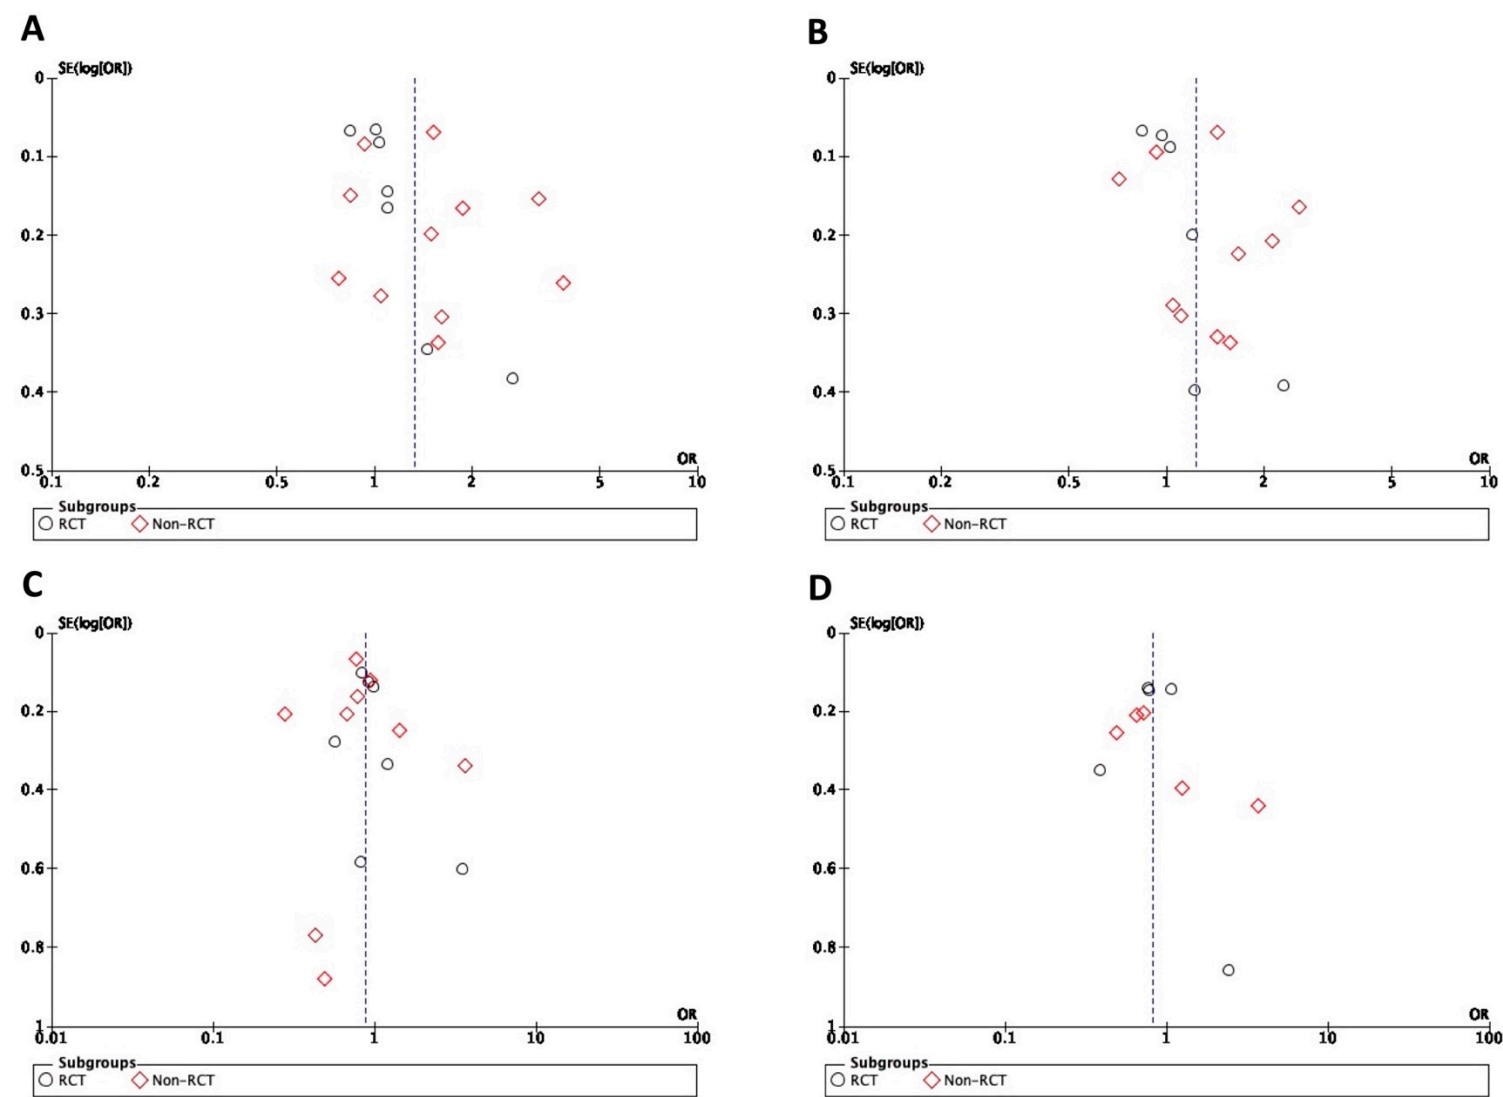 A
SE(log[OR])
0
0.1
0.2
0.3
0.4
0.5
OR
0.1 0.2 0.5 1 2 5 10
Subgroups
RCT Non-RCT
B
SE(log[OR])
0
0.1
0.2
0.3
0.4
0.5
OR
0.1 0.2 0.5 1 2 5 10
Subgroups
RCT Non-RCT
C
SE(log[OR])
0
0.2
0.4
0.6
0.8
1
OR
0.01 0.1 1 10 100
Subgroups
RCT Non-RCT
D
SE(log[OR])
0
0.2
0.4
0.6
0.8
1
OR
0.01 0.1 1 10 100
Subgroups
RCT Non-RCT